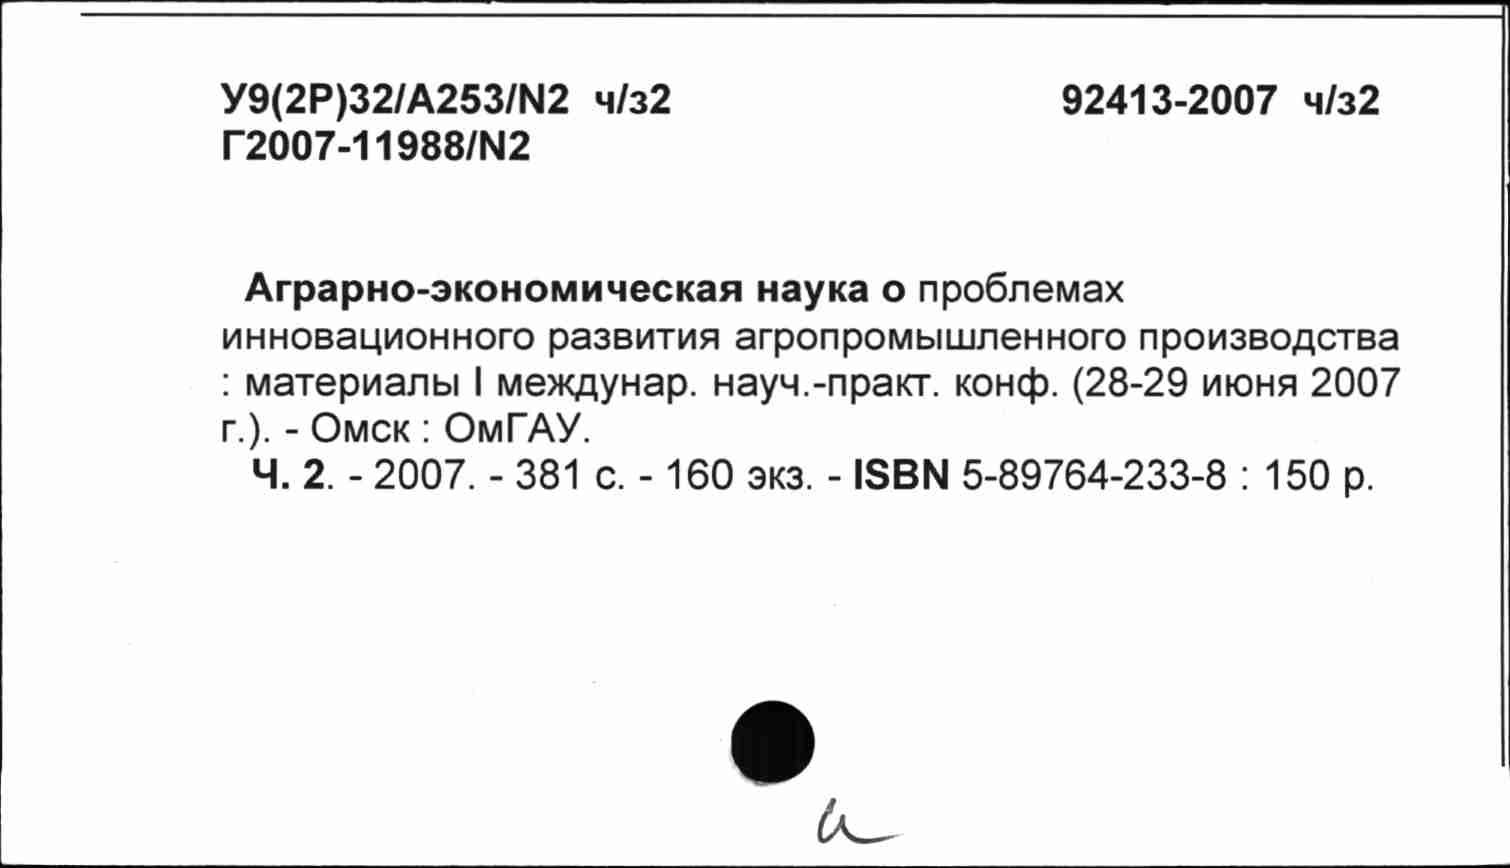 У9(2Р)32/А253/N2 ч/з2 92413-2007 ч/з2
Г2007-11988/N2
Аграрно-экономическая наука о проблемах
инновационного развития агропромышленного производства
: материалы I междунар. науч.-практ. конф. (28-29 июня 2007
г.). - Омск : ОмГАУ.
Ч. 2. - 2007. - 381 с. - 160 экз. - ISBN 5-89764-233-8 : 150 р.